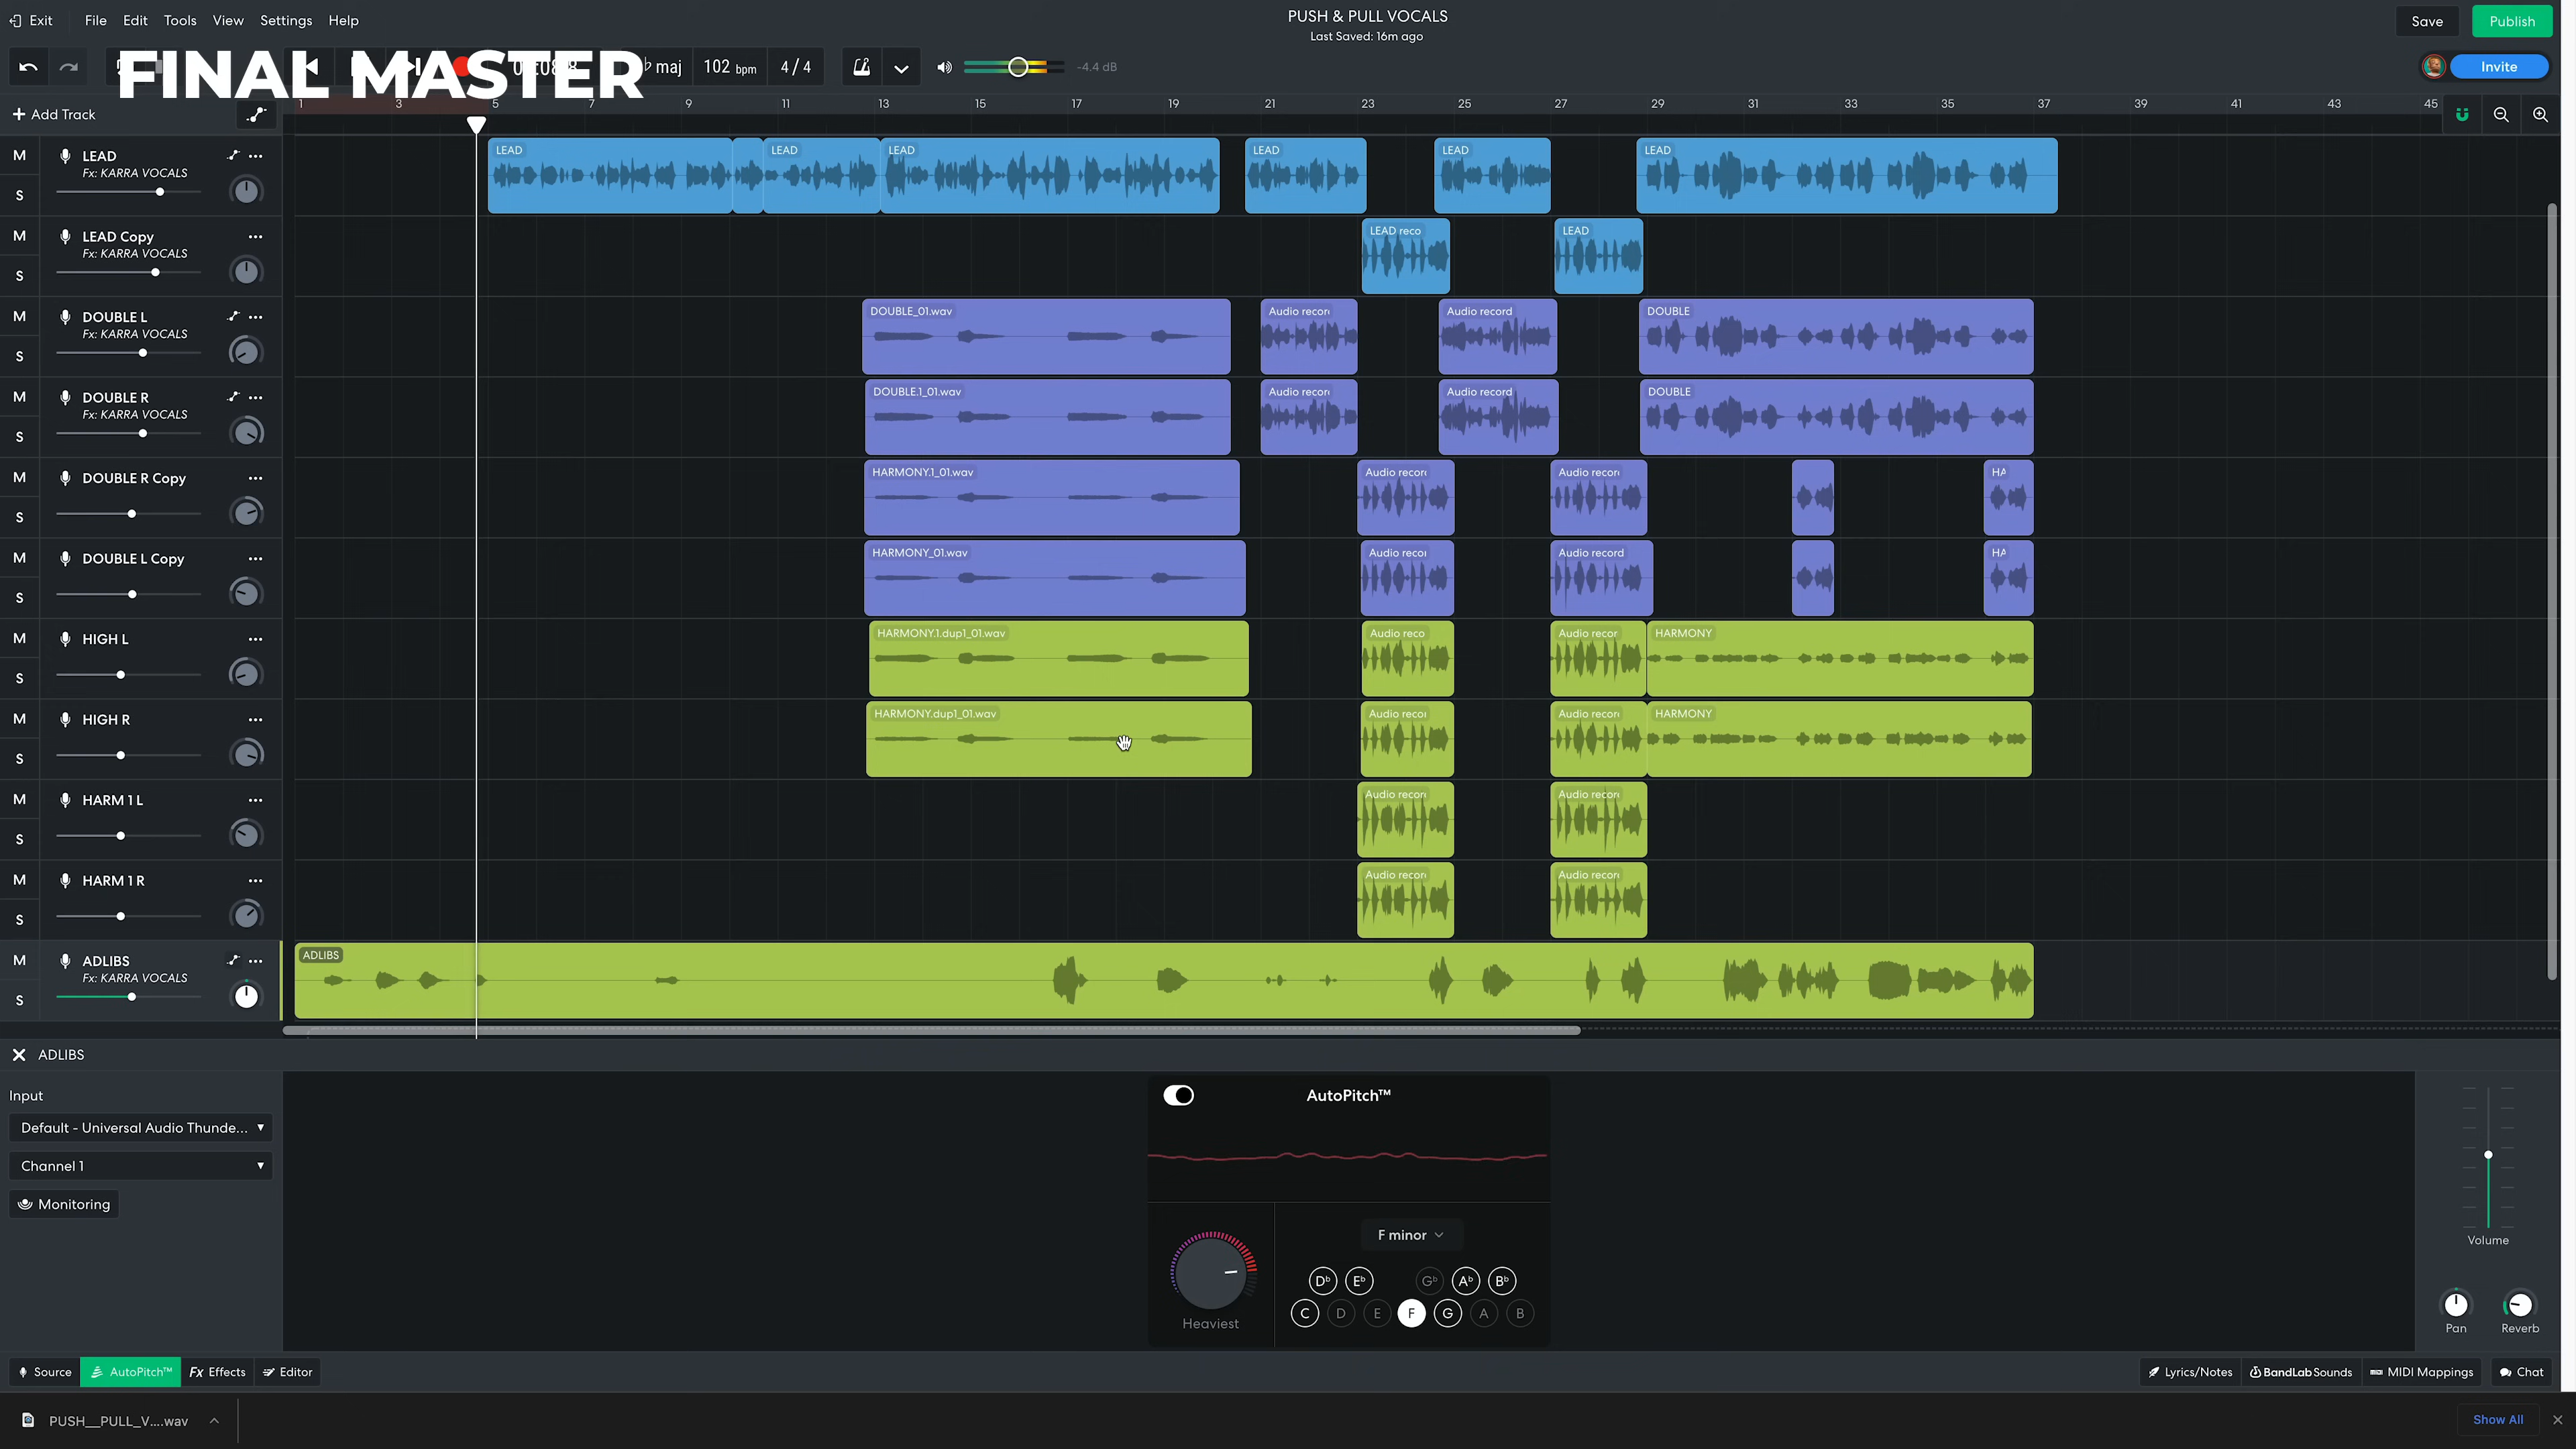 Exit File Edit Tools View Settings Help
PUSH & PULL VOCALS
Last Saved: 16m ago
Save Publish
FINAL MASTER
♭ maj 102 bpm 4 / 4 -4.4 dB
Invite
+ Add Track
1 3 5 7 9 11 13 15 17 19 21 23 25 27 29 31 33 35 37 39 41 43 45
M LEAD
Fx: KARRA VOCALS
S
LEAD LEAD LEAD LEAD LEAD LEAD
M LEAD Copy
Fx: KARRA VOCALS
S
LEAD reco LEAD
M DOUBLE L
Fx: KARRA VOCALS
S
DOUBLE_01.wav Audio recor Audio record DOUBLE
M DOUBLE R
Fx: KARRA VOCALS
S
DOUBLE.1_01.wav Audio recor Audio record DOUBLE
M DOUBLE R Copy
S
HARMONY.1_01.wav Audio recor Audio recor HA
M DOUBLE L Copy
S
HARMONY_01.wav Audio recor Audio record HA
M HIGH L
S
HARMONY.1.dup1_01.wav Audio reco Audio recor HARMONY
M HIGH R
S
HARMONY.dup1_01.wav Audio recor Audio recor HARMONY
M HARM 1 L
S
Audio recor Audio recor
M HARM 1 R
S
Audio recor Audio recor
M ADLIBS
Fx: KARRA VOCALS
S
ADLIBS
ADLIBS
Input
Default - Universal Audio Thunde...
Channel 1
Monitoring
AutoPitch™
F minor
D♭ E♭ G♭ A♭ B♭
C D E F G A B
Heaviest
Volume
Pan Reverb
Source AutoPitch™ Fx Effects Editor
Lyrics/Notes BandLab Sounds MIDI Mappings Chat
PUSH__PULL_V....wav
Show All